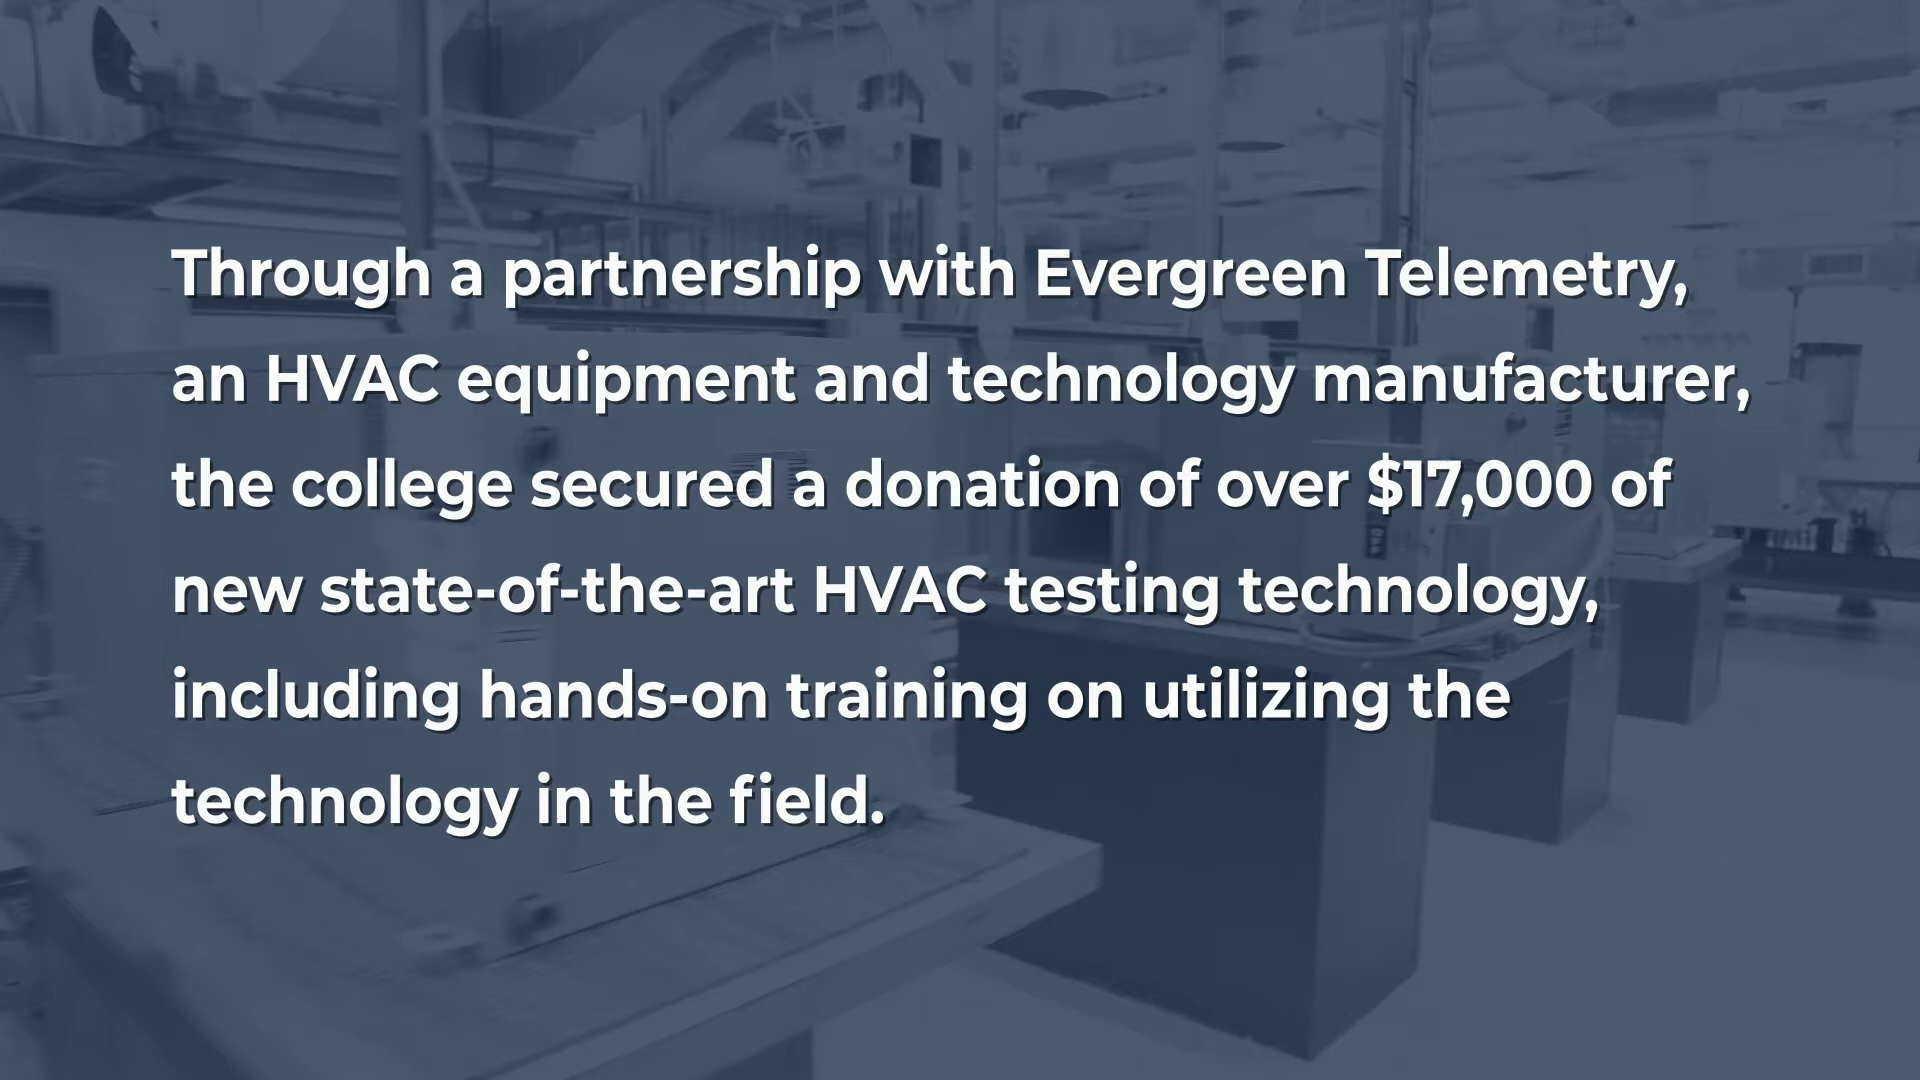 Through a partnership with Evergreen Telemetry,
an HVAC equipment and technology manufacturer,
the college secured a donation of over $17,000 of
new state-of-the-art HVAC testing technology,
including hands-on training on utilizing the
technology in the field.